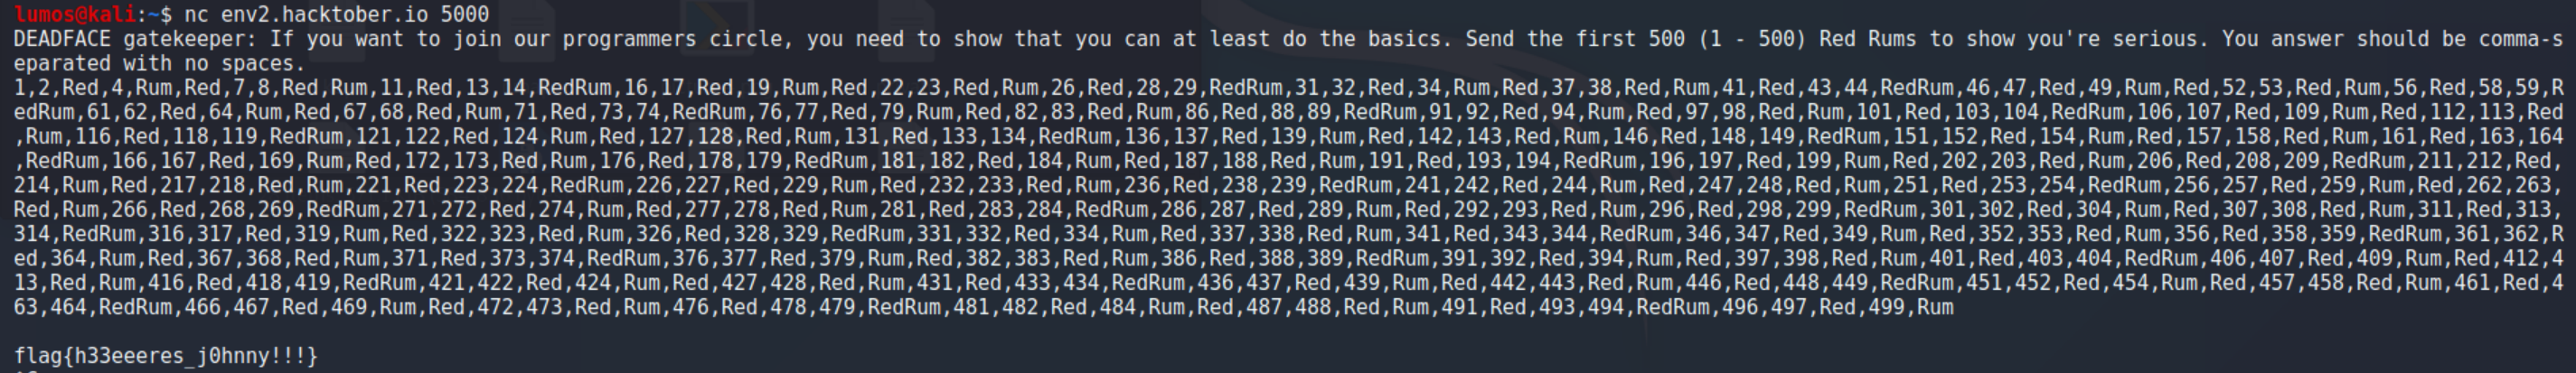 lumos@kali:~$ nc env2.hacktober.io 5000
DEADFACE gatekeeper: If you want to join our programmers circle, you need to show that you can at least do the basics. Send the first 500 (1 - 500) Red Rums to show you're serious. You answer should be comma-s
eparated with no spaces.
1,2,Red,4,Rum,Red,7,8,Red,Rum,11,Red,13,14,RedRum,16,17,Red,19,Rum,Red,22,23,Red,Rum,26,Red,28,29,RedRum,31,32,Red,34,Rum,Red,37,38,Red,Rum,41,Red,43,44,RedRum,46,47,Red,49,Rum,Red,52,53,Red,Rum,56,Red,58,59,R
edRum,61,62,Red,64,Rum,Red,67,68,Red,Rum,71,Red,73,74,RedRum,76,77,Red,79,Rum,Red,82,83,Red,Rum,86,Red,88,89,RedRum,91,92,Red,94,Rum,Red,97,98,Red,Rum,101,Red,103,104,RedRum,106,107,Red,109,Rum,Red,112,113,Red
,Rum,116,Red,118,119,RedRum,121,122,Red,124,Rum,Red,127,128,Red,Rum,131,Red,133,134,RedRum,136,137,Red,139,Rum,Red,142,143,Red,Rum,146,Red,148,149,RedRum,151,152,Red,154,Rum,Red,157,158,Red,Rum,161,Red,163,164
,RedRum,166,167,Red,169,Rum,Red,172,173,Red,Rum,176,Red,178,179,RedRum,181,182,Red,184,Rum,Red,187,188,Red,Rum,191,Red,193,194,RedRum,196,197,Red,199,Rum,Red,202,203,Red,Rum,206,Red,208,209,RedRum,211,212,Red,
214,Rum,Red,217,218,Red,Rum,221,Red,223,224,RedRum,226,227,Red,229,Rum,Red,232,233,Red,Rum,236,Red,238,239,RedRum,241,242,Red,244,Rum,Red,247,248,Red,Rum,251,Red,253,254,RedRum,256,257,Red,259,Rum,Red,262,263,
Red,Rum,266,Red,268,269,RedRum,271,272,Red,274,Rum,Red,277,278,Red,Rum,281,Red,283,284,RedRum,286,287,Red,289,Rum,Red,292,293,Red,Rum,296,Red,298,299,RedRum,301,302,Red,304,Rum,Red,307,308,Red,Rum,311,Red,313,
314,RedRum,316,317,Red,319,Rum,Red,322,323,Red,Rum,326,Red,328,329,RedRum,331,332,Red,334,Rum,Red,337,338,Red,Rum,341,Red,343,344,RedRum,346,347,Red,349,Rum,Red,352,353,Red,Rum,356,Red,358,359,RedRum,361,362,R
ed,364,Rum,Red,367,368,Red,Rum,371,Red,373,374,RedRum,376,377,Red,379,Rum,Red,382,383,Red,Rum,386,Red,388,389,RedRum,391,392,Red,394,Rum,Red,397,398,Red,Rum,401,Red,403,404,RedRum,406,407,Red,409,Rum,Red,412,4
13,Red,Rum,416,Red,418,419,RedRum,421,422,Red,424,Rum,Red,427,428,Red,Rum,431,Red,433,434,RedRum,436,437,Red,439,Rum,Red,442,443,Red,Rum,446,Red,448,449,RedRum,451,452,Red,454,Rum,Red,457,458,Red,Rum,461,Red,4
63,464,RedRum,466,467,Red,469,Rum,Red,472,473,Red,Rum,476,Red,478,479,RedRum,481,482,Red,484,Rum,Red,487,488,Red,Rum,491,Red,493,494,RedRum,496,497,Red,499,Rum
flag{h33eeeres_j0hnny!!!}